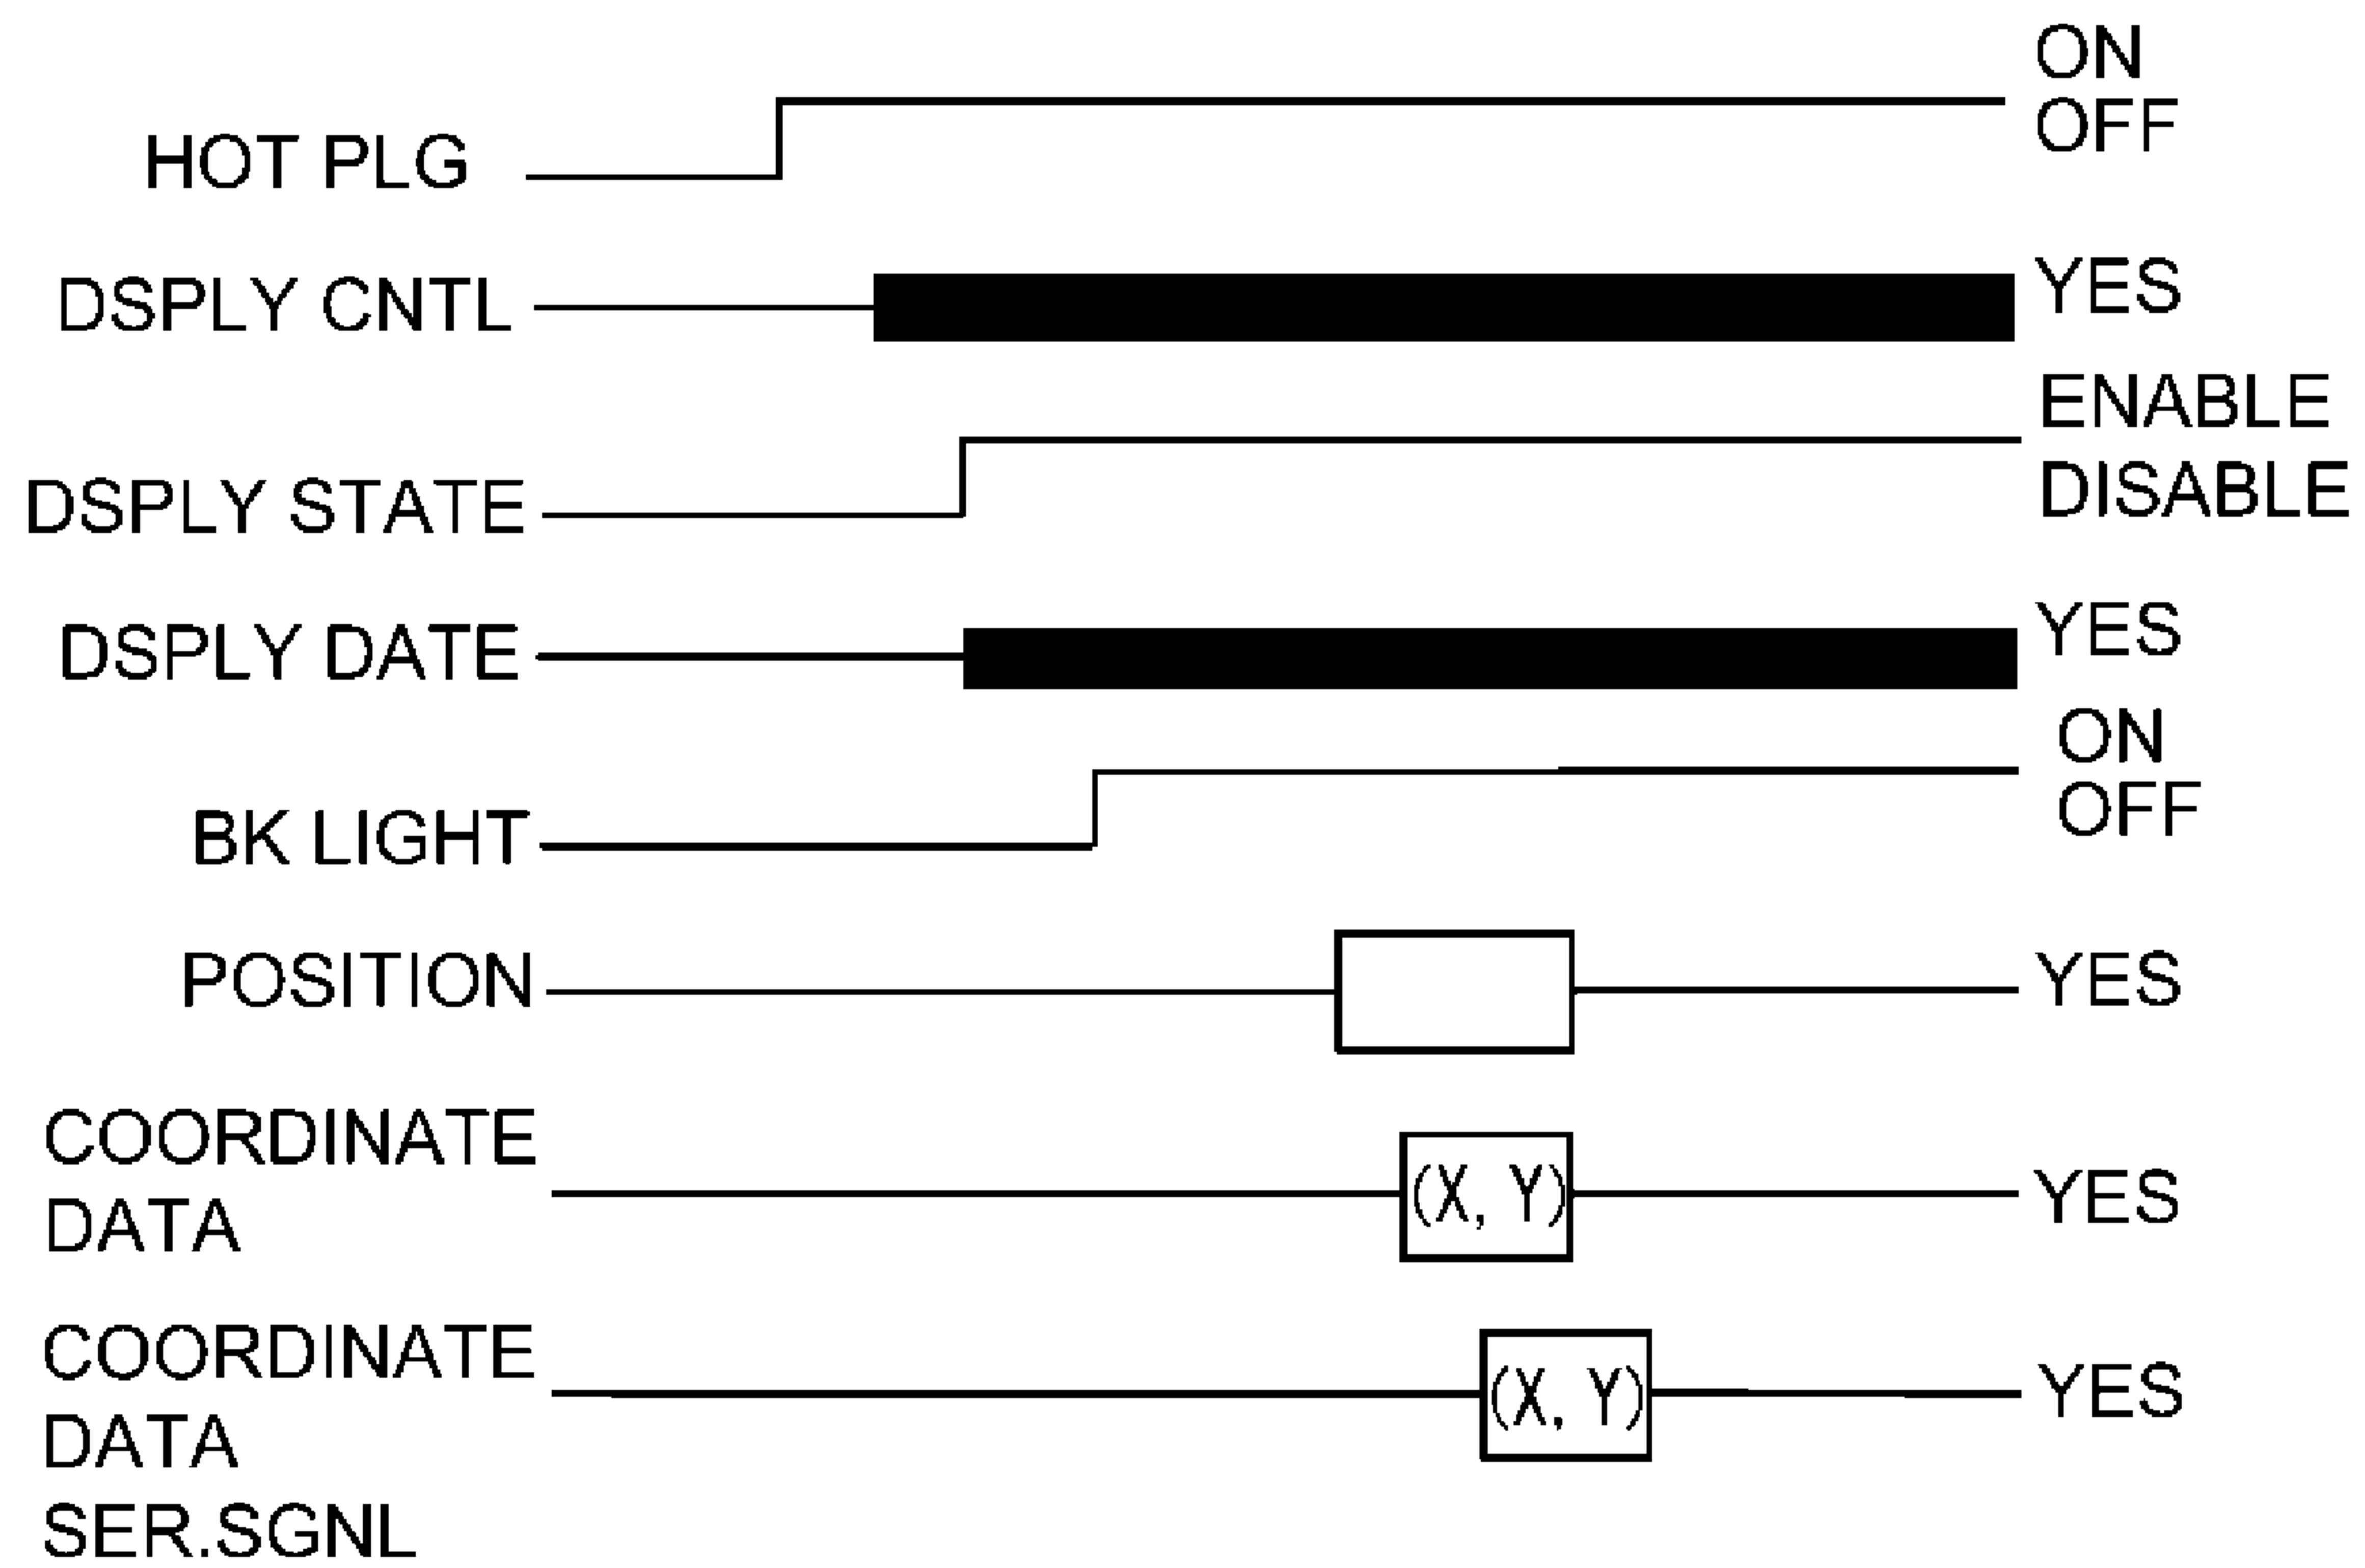 ON
OFF
HOT PLG
DSPLY CNTL
YES
ENABLE
DSPLY STATE
DISABLE
DSPLY DATE
YES
ON
OFF
BK LIGHT
POSITION
YES
COORDINATE
DATA
(X, Y)
YES
COORDINATE
DATA
SER.SGNL
(X, Y)
YES